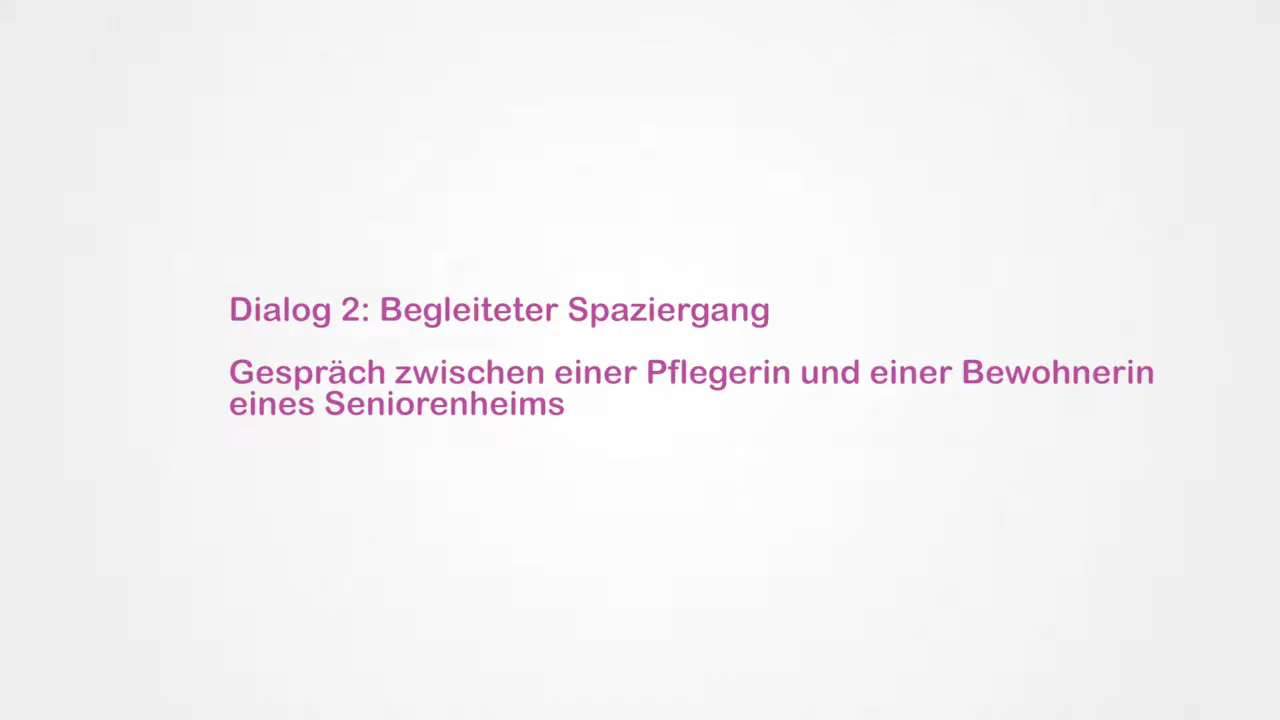 Dialog 2: Begleiteter Spaziergang
Gespräch zwischen einer Pflegerin und einer Bewohnerin
eines Seniorenheims